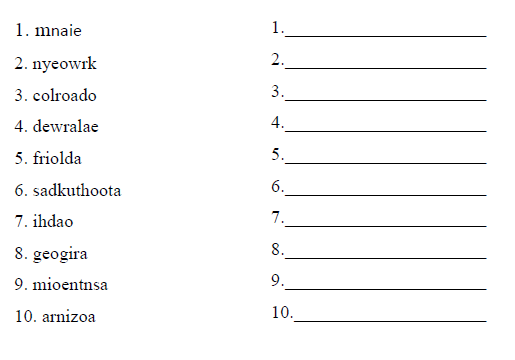 1. mnaie 1.____________________
2. nyeowrk 2.____________________
3. colroado 3.____________________
4. dewralae 4.____________________
5. friolda 5.____________________
6. sadkuthoota 6.____________________
7. ihdao 7.____________________
8. geogira 8.____________________
9. mioentnsa 9.____________________
10. arnizoa 10.___________________